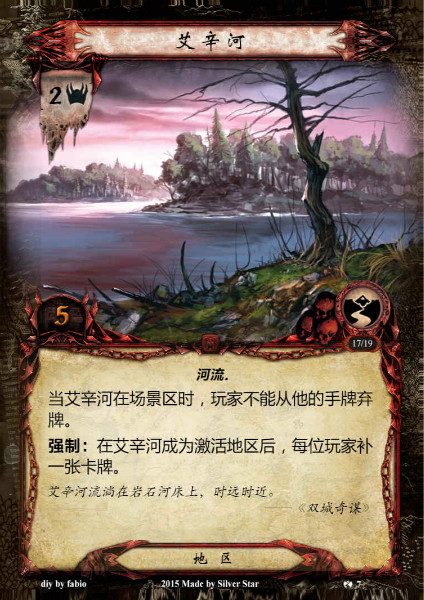 艾辛河
2
5
17/19
河流.
当艾辛河在场景区时，玩家不能从他的手牌弃
牌。
强制：在艾辛河成为激活地区后，每位玩家补
一张卡牌。
艾辛河流淌在岩石河床上，时远时近。
——《双城奇谋》
地 区
diy by fabio
2015 Made by Silver Star
7